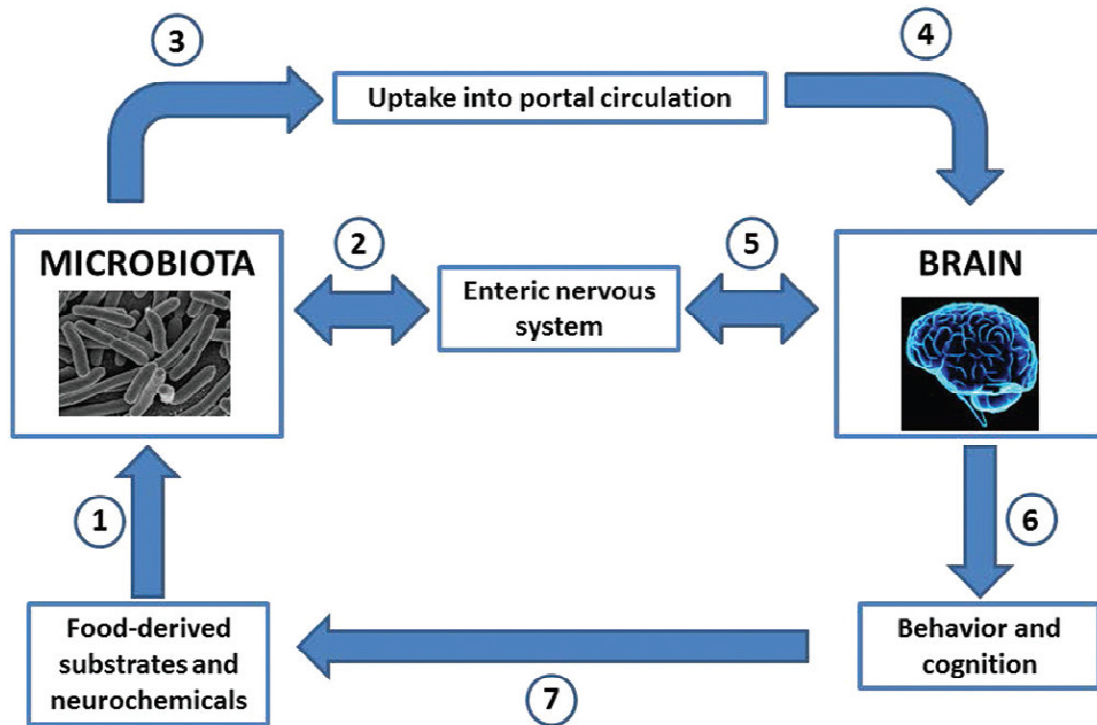 3
4
Uptake into portal circulation
MICROBIOTA
2
Enteric nervous
system
5
BRAIN
1
6
Food-derived
substrates and
neurochemicals
7
Behavior and
cognition